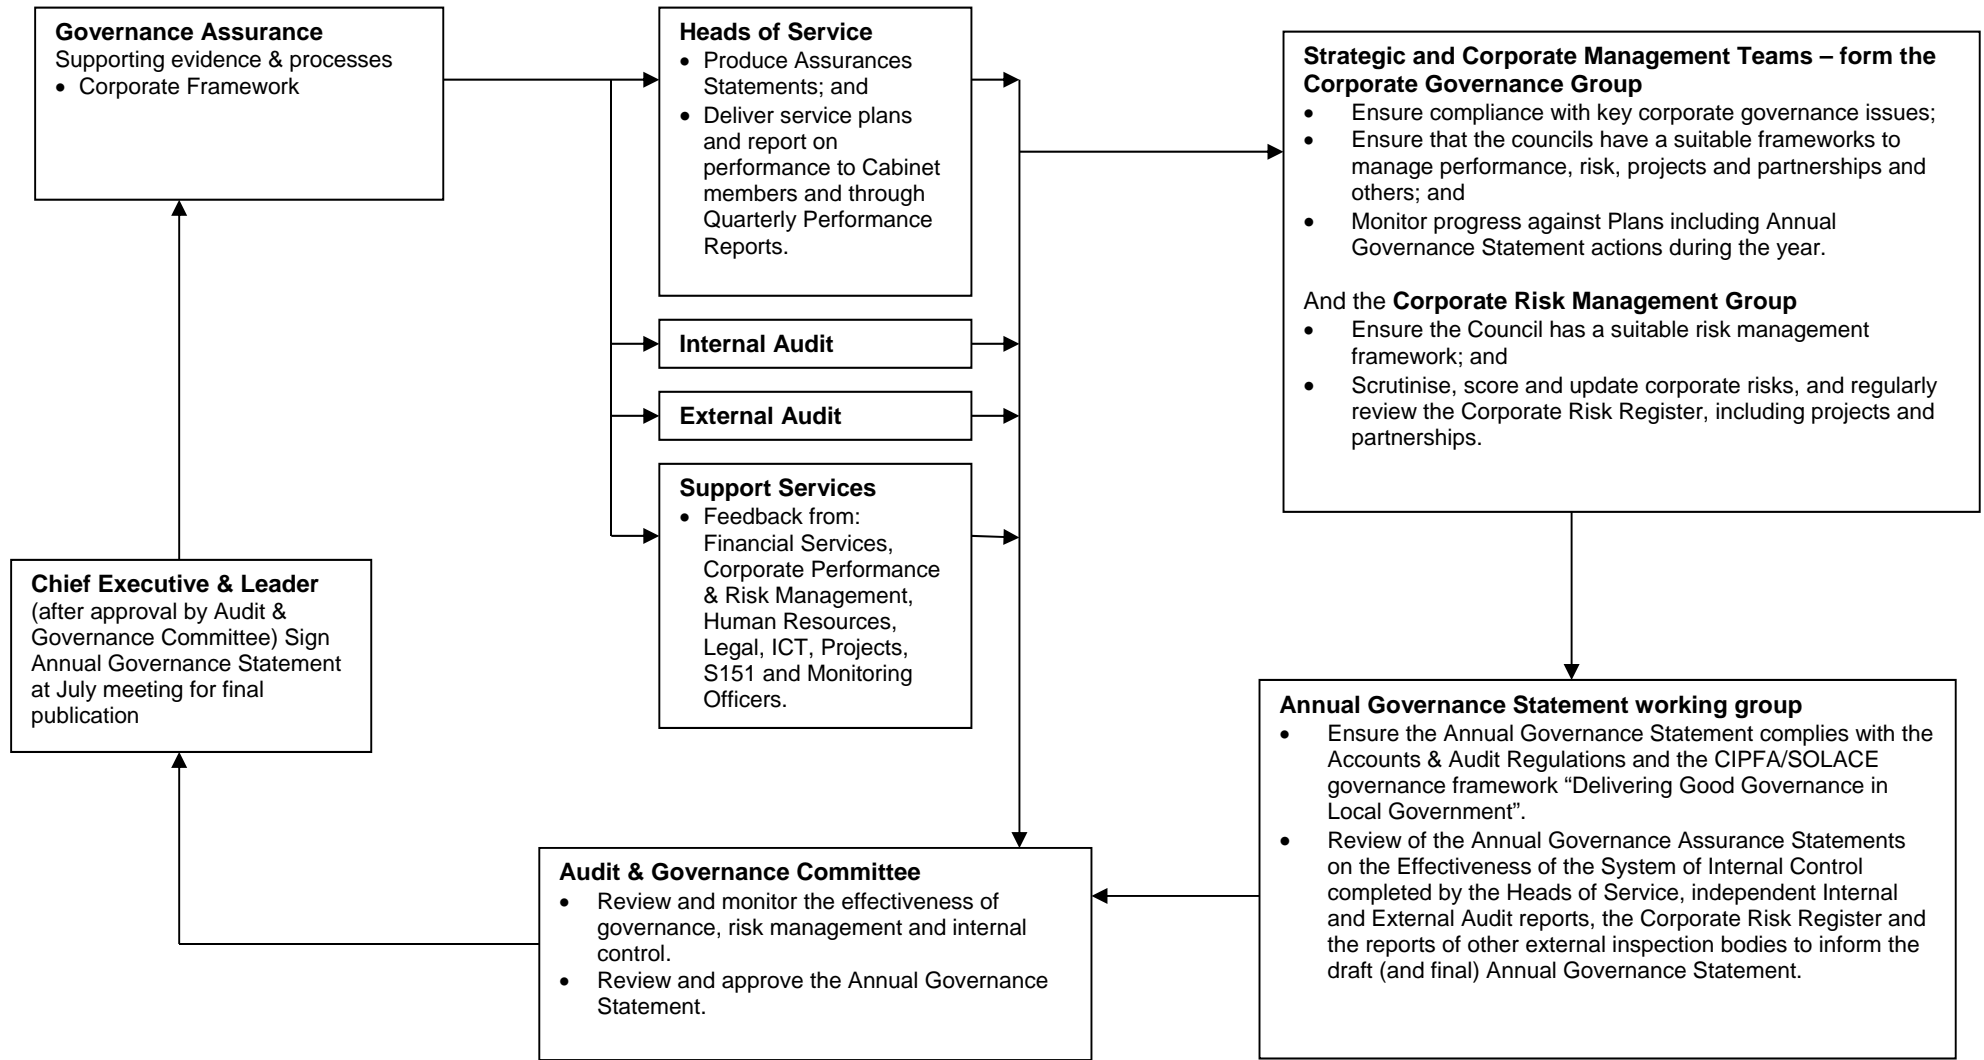 Governance Assurance
Supporting evidence & processes
• Corporate Framework
Heads of Service
• Produce Assurances
Statements; and
• Deliver service plans
and report on
performance to Cabinet
members and through
Quarterly Performance
Reports.
Internal Audit
External Audit
Support Services
• Feedback from:
Financial Services,
Corporate Performance
& Risk Management,
Human Resources,
Legal, ICT, Projects,
S151 and Monitoring
Officers.
Strategic and Corporate Management Teams – form the
Corporate Governance Group
• Ensure compliance with key corporate governance issues;
• Ensure that the councils have a suitable frameworks to
manage performance, risk, projects and partnerships and
others; and
• Monitor progress against Plans including Annual
Governance Statement actions during the year.
And the Corporate Risk Management Group
• Ensure the Council has a suitable risk management
framework; and
• Scrutinise, score and update corporate risks, and regularly
review the Corporate Risk Register, including projects and
partnerships.
Annual Governance Statement working group
• Ensure the Annual Governance Statement complies with the
Accounts & Audit Regulations and the CIPFA/SOLACE
governance framework “Delivering Good Governance in
Local Government”.
• Review of the Annual Governance Assurance Statements
on the Effectiveness of the System of Internal Control
completed by the Heads of Service, independent Internal
and External Audit reports, the Corporate Risk Register and
the reports of other external inspection bodies to inform the
draft (and final) Annual Governance Statement.
Audit & Governance Committee
• Review and monitor the effectiveness of
governance, risk management and internal
control.
• Review and approve the Annual Governance
Statement.
Chief Executive & Leader
(after approval by Audit &
Governance Committee) Sign
Annual Governance Statement
at July meeting for final
publication